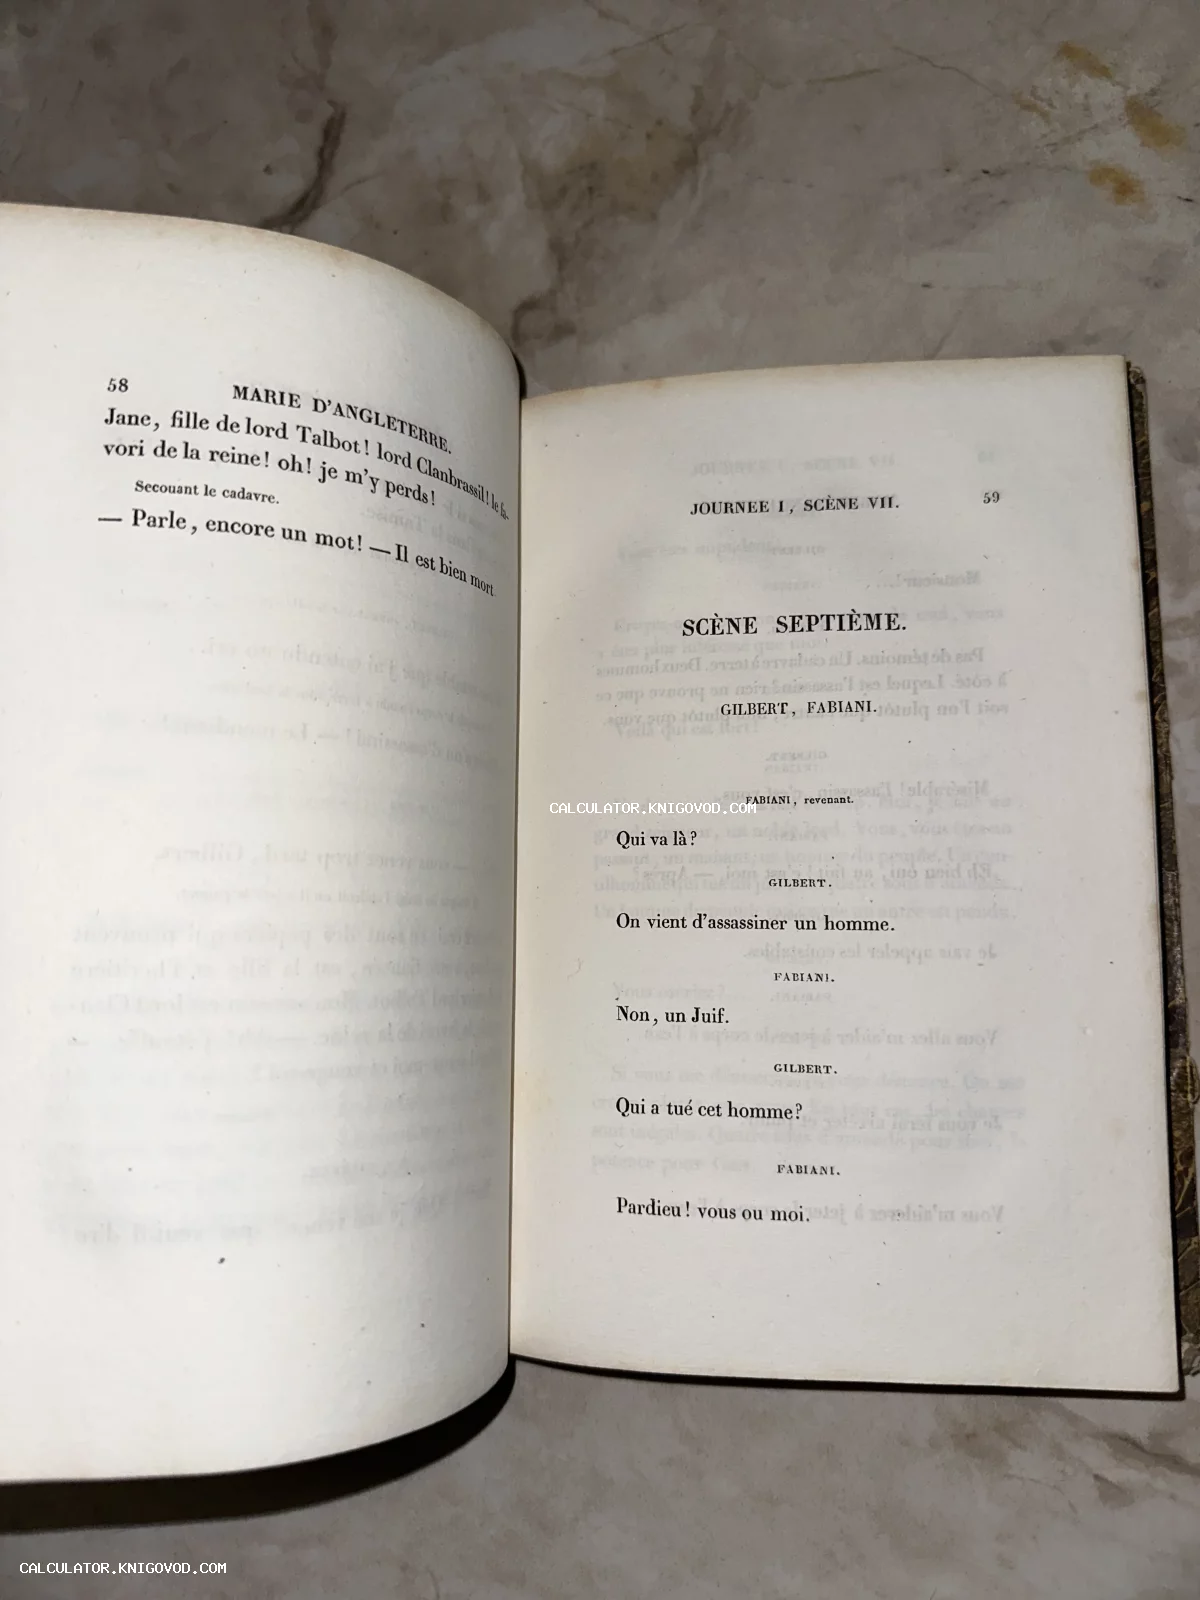 58
MARIE D'ANGLETERRE.
Jane, fille de lord Talbot! lord Clanbrassil! le fa-
vori de la reine! oh! je m'y perds!
Secouant le cadavre.
— Parle, encore un mot! — Il est bien mort
JOURNEE I, SCÈNE VII.
59
SCÈNE SEPTIÈME.
GILBERT, FABIANI.
FABIANI, revenant.
CALCULATOR.KNIGOVOD.COM
Qui va là?
GILBERT.
On vient d'assassiner un homme.
FABIANI.
Non, un Juif.
GILBERT.
Qui a tué cet homme?
FABIANI.
Pardieu! vous ou moi.
CALCULATOR.KNIGOVOD.COM